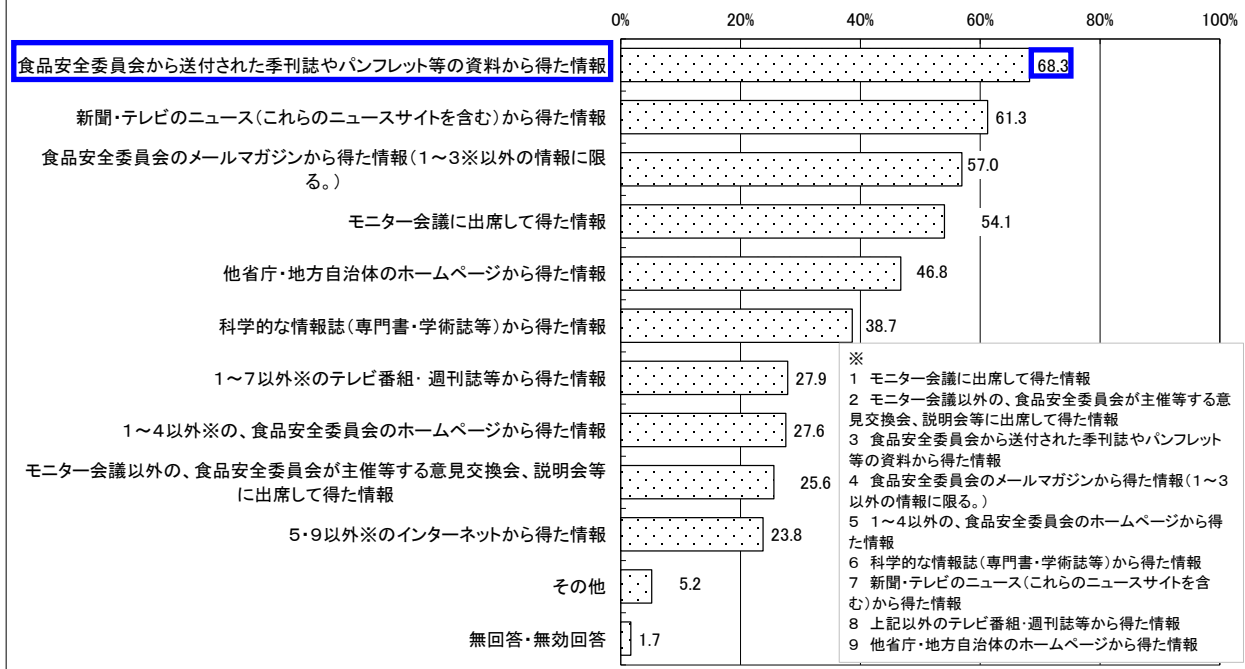 0% 20% 40% 60% 80% 100%
食品安全委員会から送付された季刊誌やパンフレット等の資料から得た情報 68.3
新聞・テレビのニュース(これらのニュースサイトを含む)から得た情報 61.3
食品安全委員会のメールマガジンから得た情報(1～3※以外の情報に限
る。) 57.0
モニター会議に出席して得た情報 54.1
他省庁・地方自治体のホームページから得た情報 46.8
科学的な情報誌(専門書・学術誌等)から得た情報 38.7
1～7以外※のテレビ番組・週刊誌等から得た情報 27.9
1～4以外※の、食品安全委員会のホームページから得た情報 27.6
モニター会議以外の、食品安全委員会が主催等する意見交換会、説明会等
に出席して得た情報 25.6
5・9以外※のインターネットから得た情報 23.8
その他 5.2
無回答・無効回答 1.7
※
1 モニター会議に出席して得た情報
2 モニター会議以外の、食品安全委員会が主催等する意
見交換会、説明会等に出席して得た情報
3 食品安全委員会から送付された季刊誌やパンフレット
等の資料から得た情報
4 食品安全委員会のメールマガジンから得た情報(1～3
以外の情報に限る。)
5 1～4以外の、食品安全委員会のホームページから得
た情報
6 科学的な情報誌(専門書・学術誌等)から得た情報
7 新聞・テレビのニュース(これらのニュースサイトを含
む)から得た情報
8 上記以外のテレビ番組・週刊誌等から得た情報
9 他省庁・地方自治体のホームページから得た情報